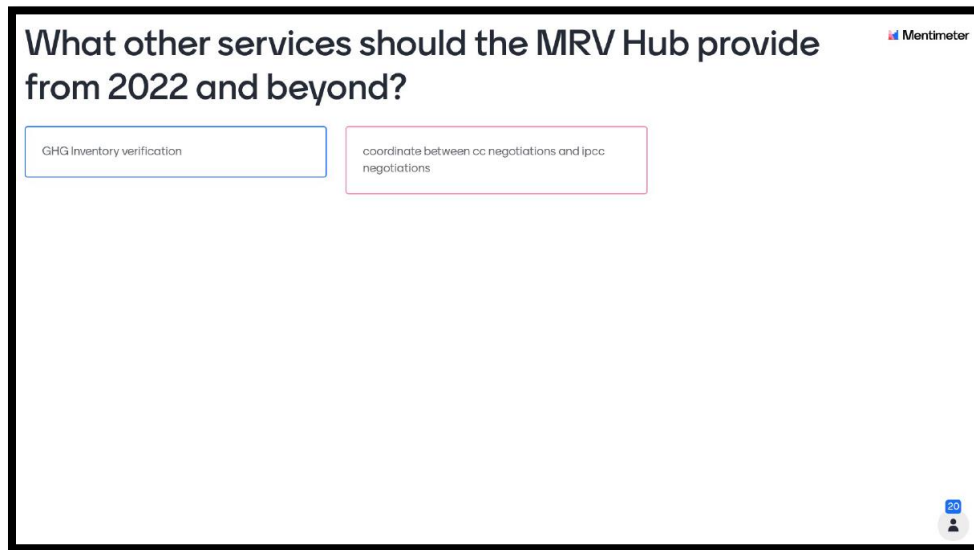 What other services should the MRV Hub provide
from 2022 and beyond?
Mentimeter
GHG Inventory verification
coordinate between cc negotiations and ipcc
negotiations
20